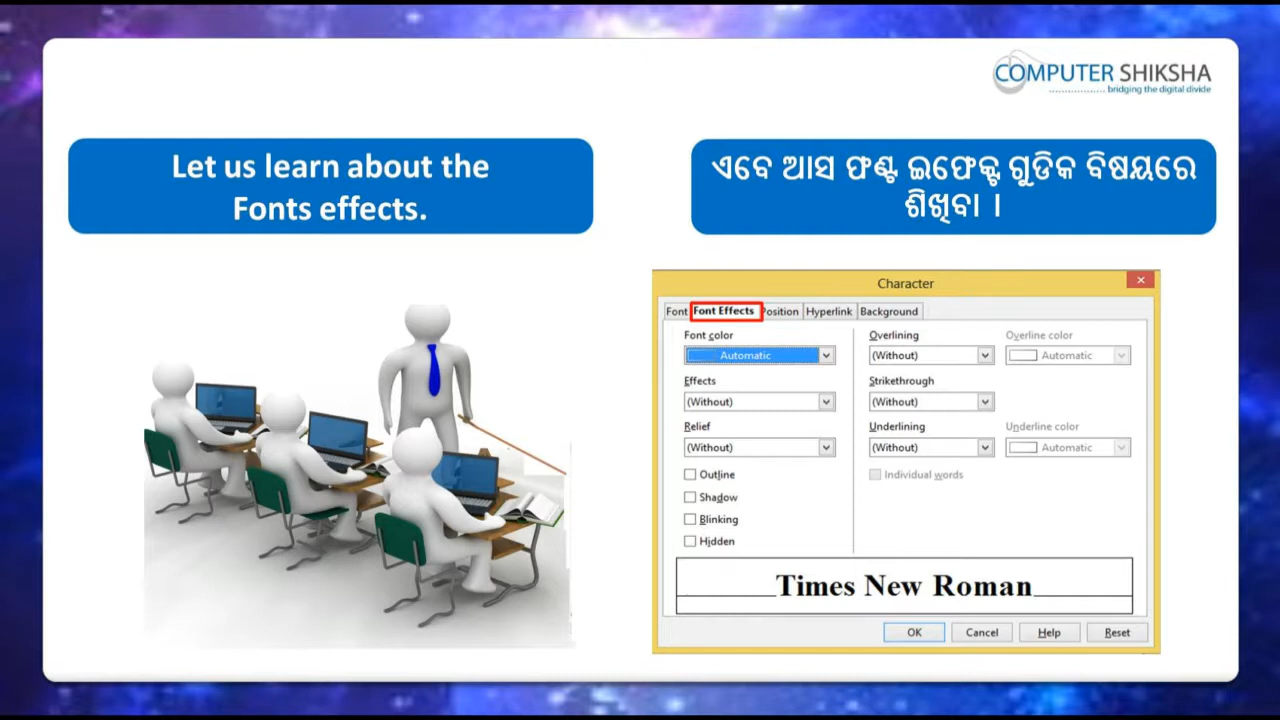 COMPUTER SHIKSHA
bridging the digital divide
Let us learn about the
Fonts effects.
ଏବେ ଆସ ଫଣ୍ଟ ଇଫେକ୍ଟ ଗୁଡିକ ବିଷୟରେ
ଶିଖିବା ।
Character
Font Font Effects Position Hyperlink Background
Font color Overlining Overline color
Automatic (Without) Automatic
Effects Strikethrough
(Without) (Without)
Relief Underlining Underline color
(Without) (Without) Automatic
Outline Individual words
Shadow
Blinking
Hidden
Times New Roman
OK Cancel Help Reset